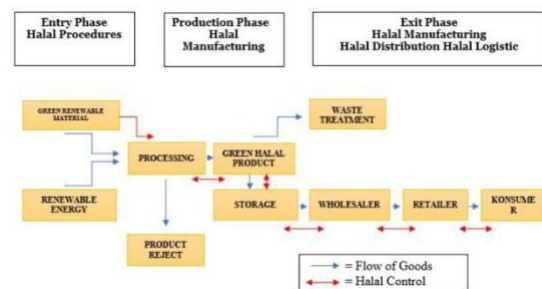 Entry Phase
Halal Procedures
Production Phase
Halal
Manufacturing
Exit Phase
Halal Manufacturing
Halal Distribution Halal Logistic
GREEN RENEWABLE
MATERIAL
WASTE
TREATMENT
PROCESSING
GREEN HALAL
PRODUCT
RENEWABLE
ENERGY
STORAGE
WHOLESALER
RETAILER
KONSUME
R
PRODUCT
REJECT
= Flow of Goods
= Halal Control